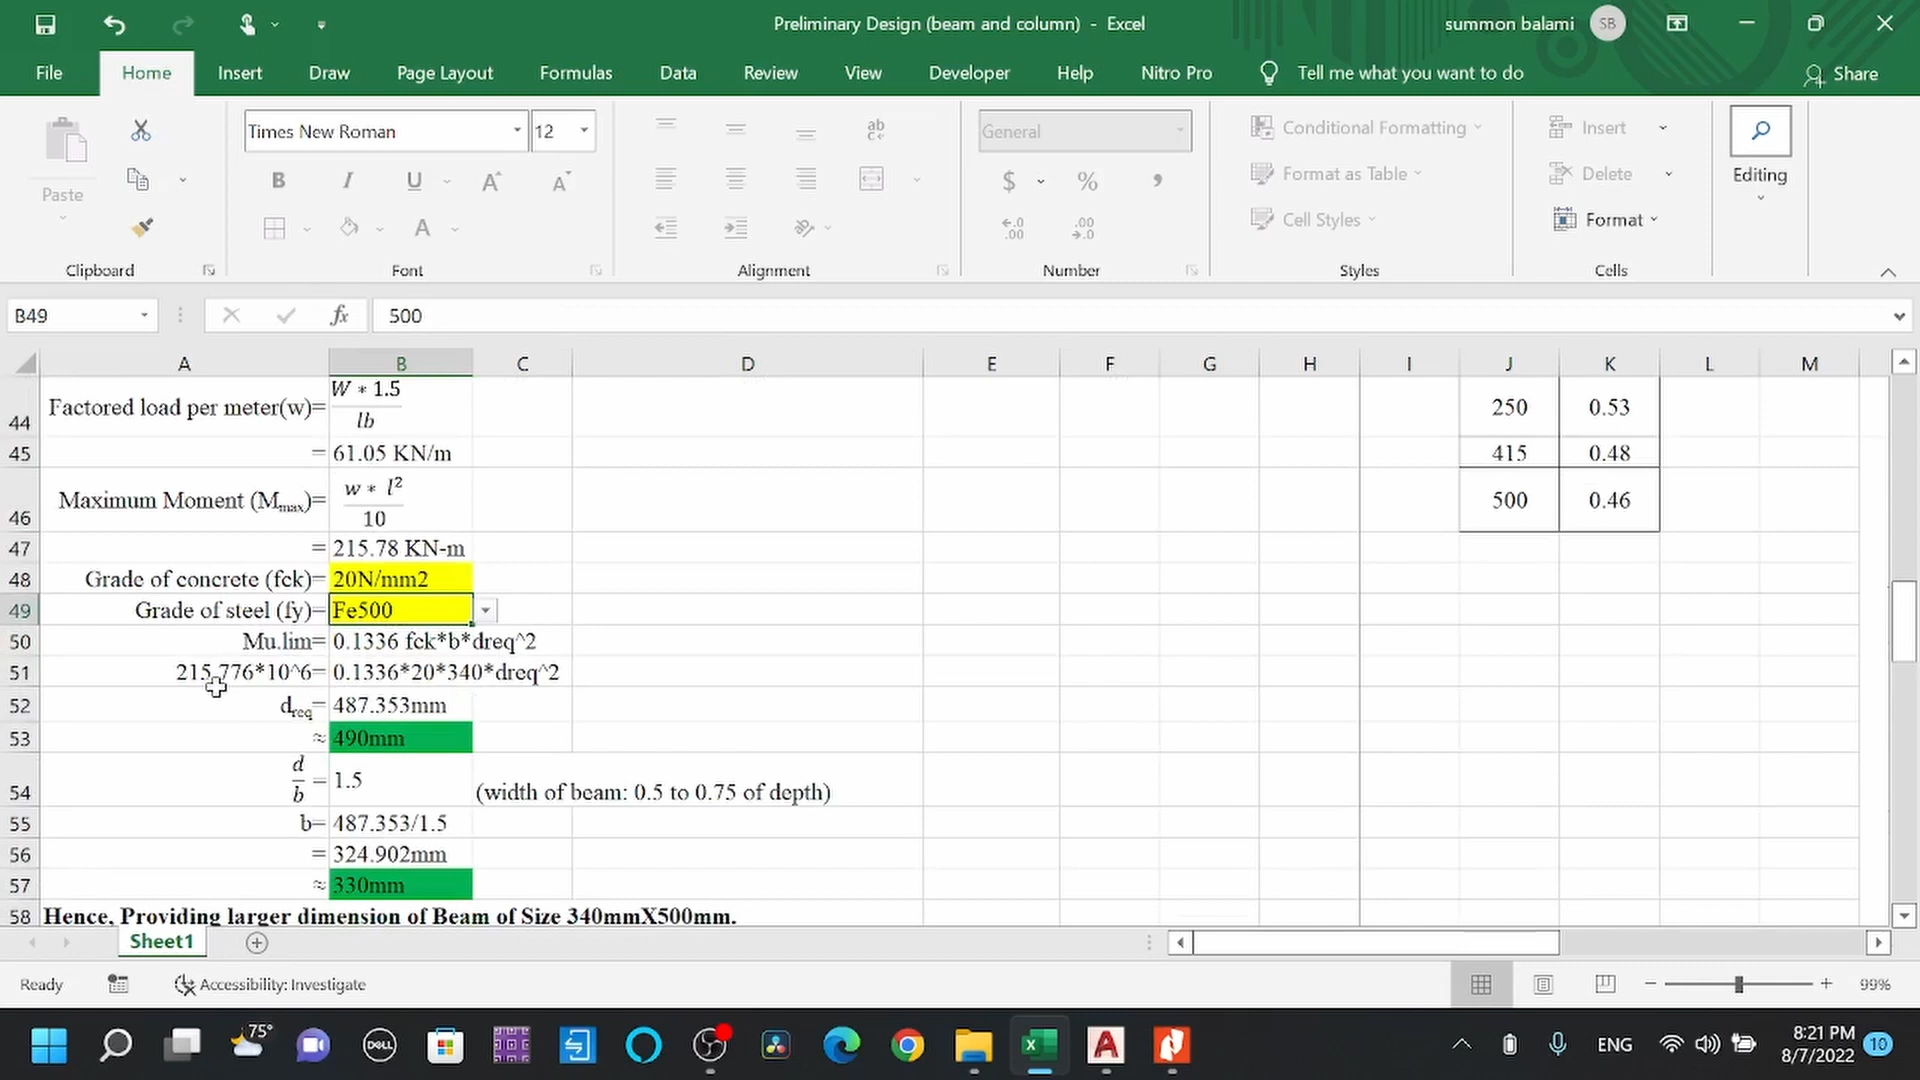 Preliminary Design (beam and column) - Excel
summon balami
SB
File
Home
Insert
Draw
Page Layout
Formulas
Data
Review
View
Developer
Help
Nitro Pro
Tell me what you want to do
Share
Paste
Clipboard
Times New Roman
12
B
I
U
A
A
A
Font
ab
c
Alignment
General
$
%
,
←.0
.00
.00
→.0
Number
Conditional Formatting
Format as Table
Cell Styles
Styles
Insert
Delete
Format
Cells
Editing
B49
fx
500
A B C D E F G H I J K L M
44 Factored load per meter(w)= W * 1.5
lb
250 0.53
45 = 61.05 KN/m 415 0.48
46 Maximum Moment (Mmax)= w * l²
10
500 0.46
47 = 215.78 KN-m
48 Grade of concrete (fck)= 20N/mm2
49 Grade of steel (fy)= Fe500
50 Mu.lim= 0.1336 fck*b*dreq^2
51 215.776*10^6= 0.1336*20*340*dreq^2
52 dreq= 487.353mm
53 ≈ 490mm
54 d
b
= 1.5 (width of beam: 0.5 to 0.75 of depth)
55 b= 487.353/1.5
56 = 324.902mm
57 ≈ 330mm
58 Hence, Providing larger dimension of Beam of Size 340mmX500mm.
Sheet1
Ready
Accessibility: Investigate
99%
75°
DELL
ENG
8:21 PM
8/7/2022
10